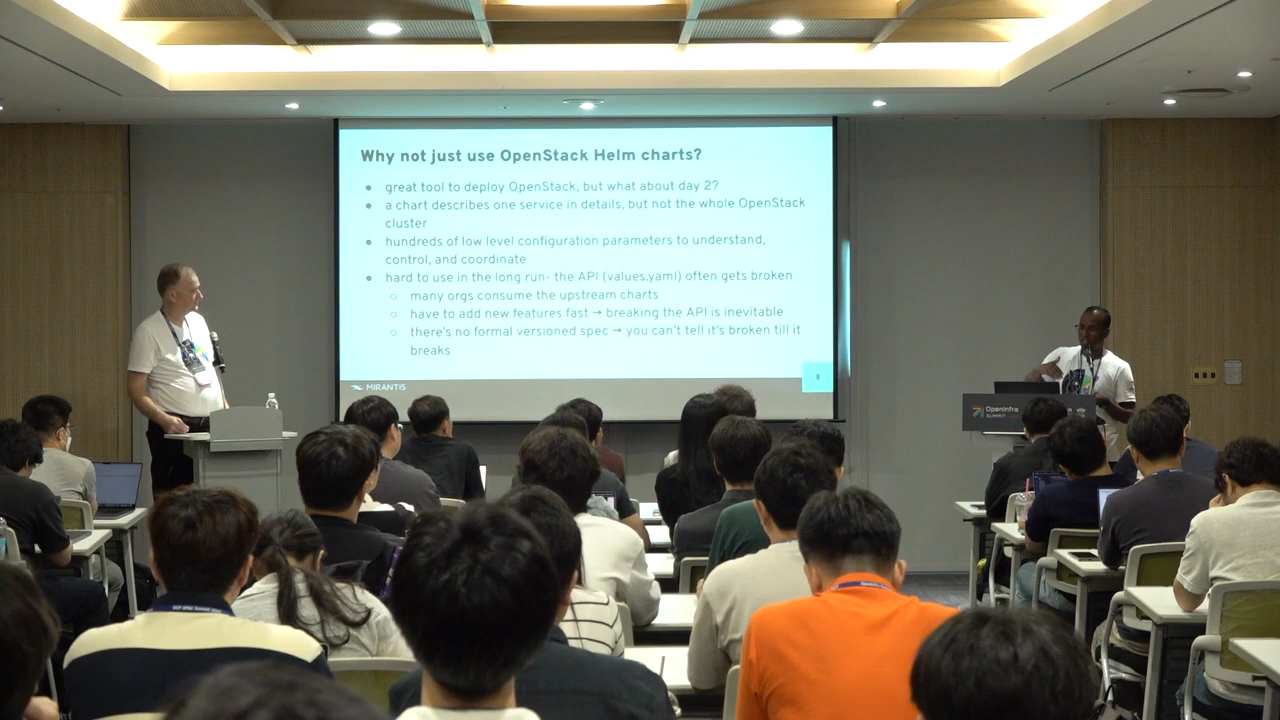 Why not just use OpenStack Helm charts?
● great tool to deploy OpenStack, but what about day 2?
● a chart describes one service in details, but not the whole OpenStack
cluster
● hundreds of low level configuration parameters to understand,
control, and coordinate
● hard to use in the long run- the API (values.yaml) often gets broken
○ many orgs consume the upstream charts
○ have to add new features fast → breaking the API is inevitable
○ there's no formal versioned spec → you can't tell it's broken till it
breaks
MIRANTIS
8
OpenInfra
SUMMIT